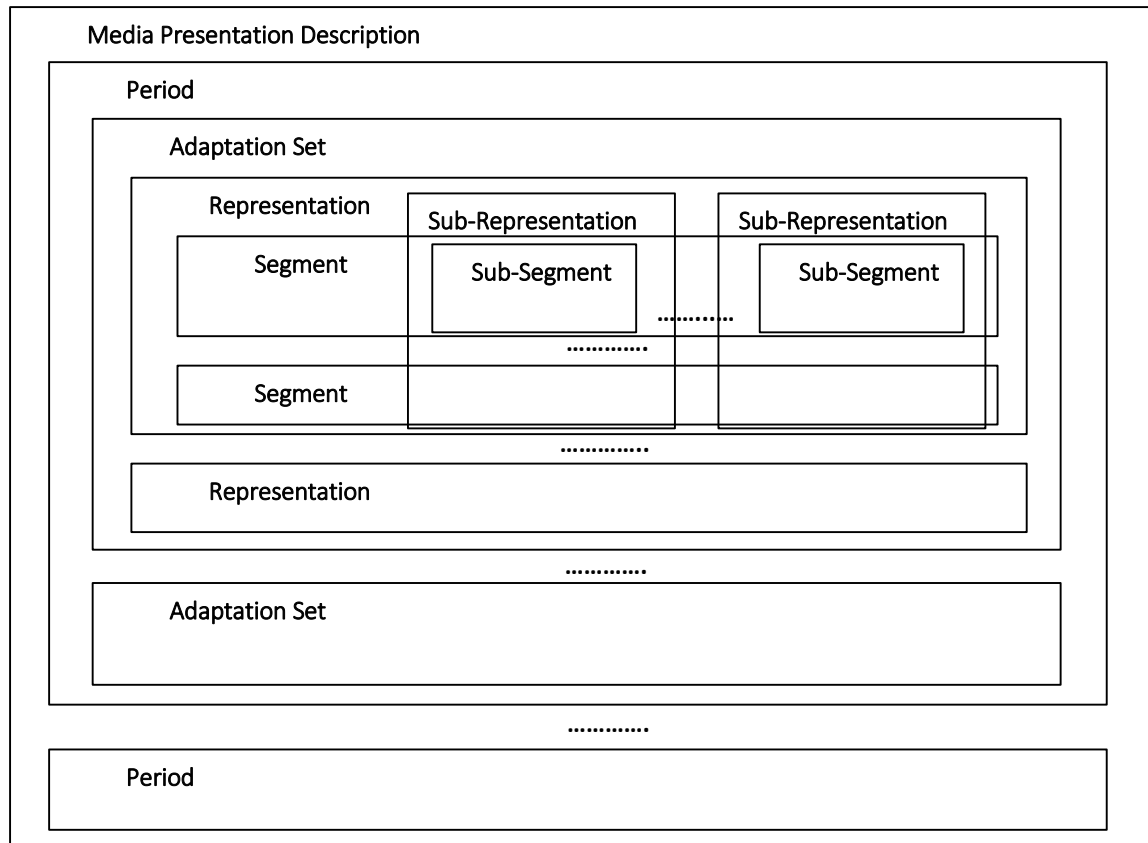 Media Presentation Description
Period
Adaptation Set
Representation
Sub-Representation
Sub-Representation
Segment
Sub-Segment
Sub-Segment
………..….
………….
Segment
…………..
Representation
………….
Adaptation Set
………….
Period